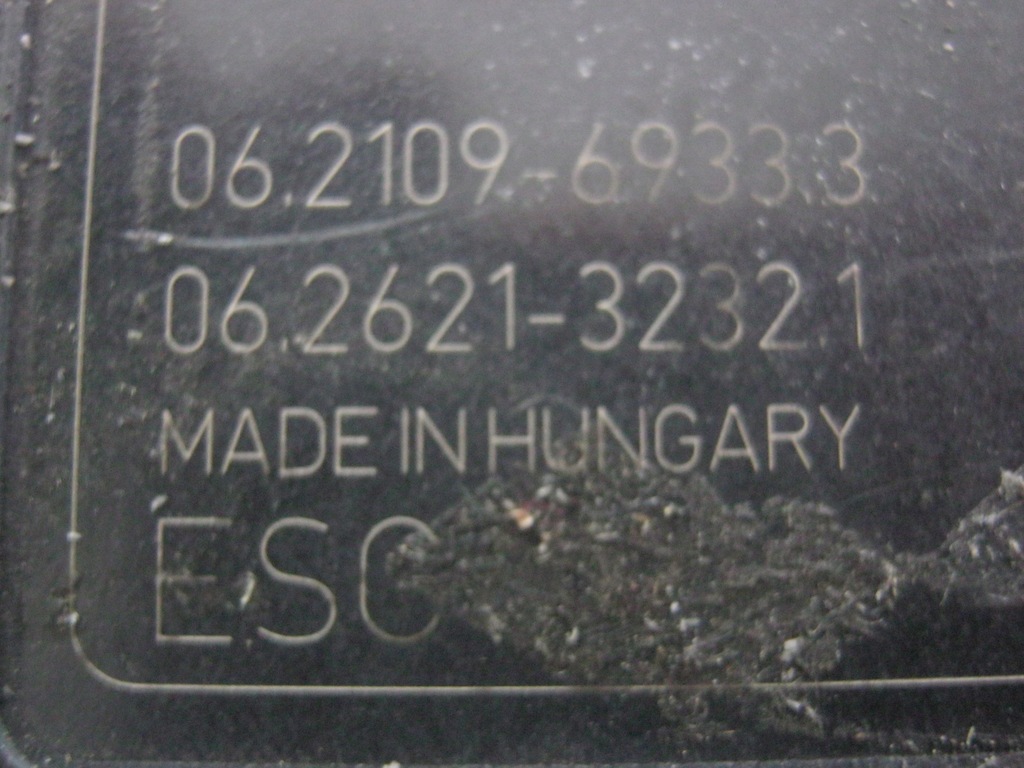 06.2109-6933.3
06.2621-3232.1
MADE IN HUNGARY
ESC